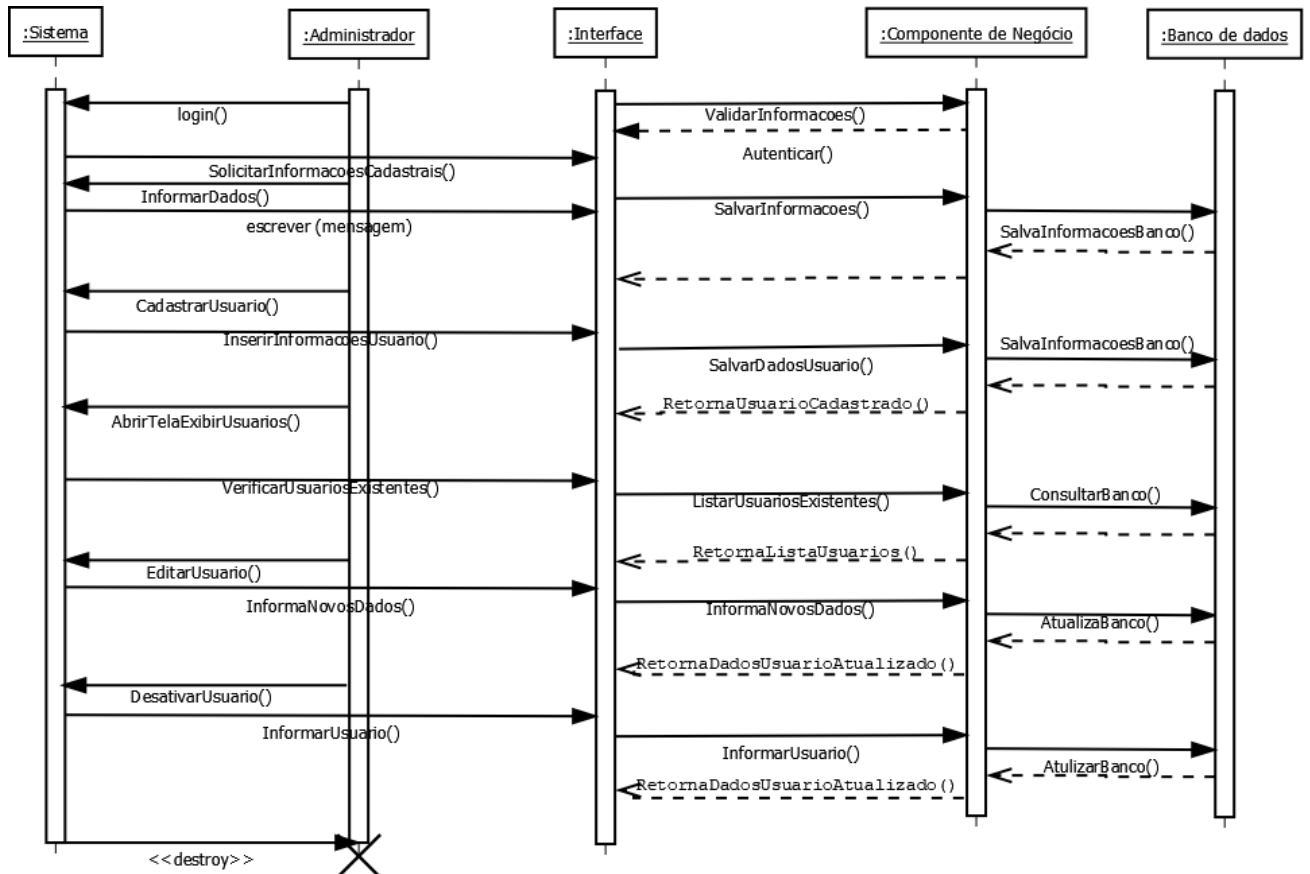 :Sistema
:Administrador
:Interface
:Componente de Negócio
:Banco de dados
login()
ValidarInformacoes()
Autenticar()
SolicitarInformacoesCadastrais()
InformarDados()
SalvarInformacoes()
escrever (mensagem)
SalvaInformacoesBanco()
CadastrarUsuario()
InserirInformacoesUsuario()
SalvaInformacoesBanco()
SalvarDadosUsuario()
RetornaUsuarioCadastrado()
AbrirTelaExibirUsuarios()
VerificarUsuariosExistentes()
ConsultarBanco()
ListarUsuariosExistentes()
RetornaListaUsuarios()
EditarUsuario()
InformaNovosDados()
InformaNovosDados()
AtualizaBanco()
RetornaDadosUsuarioAtualizado()
DesativarUsuario()
InformarUsuario()
InformarUsuario()
AtulizarBanco()
RetornaDadosUsuarioAtualizado()
<<destroy>>